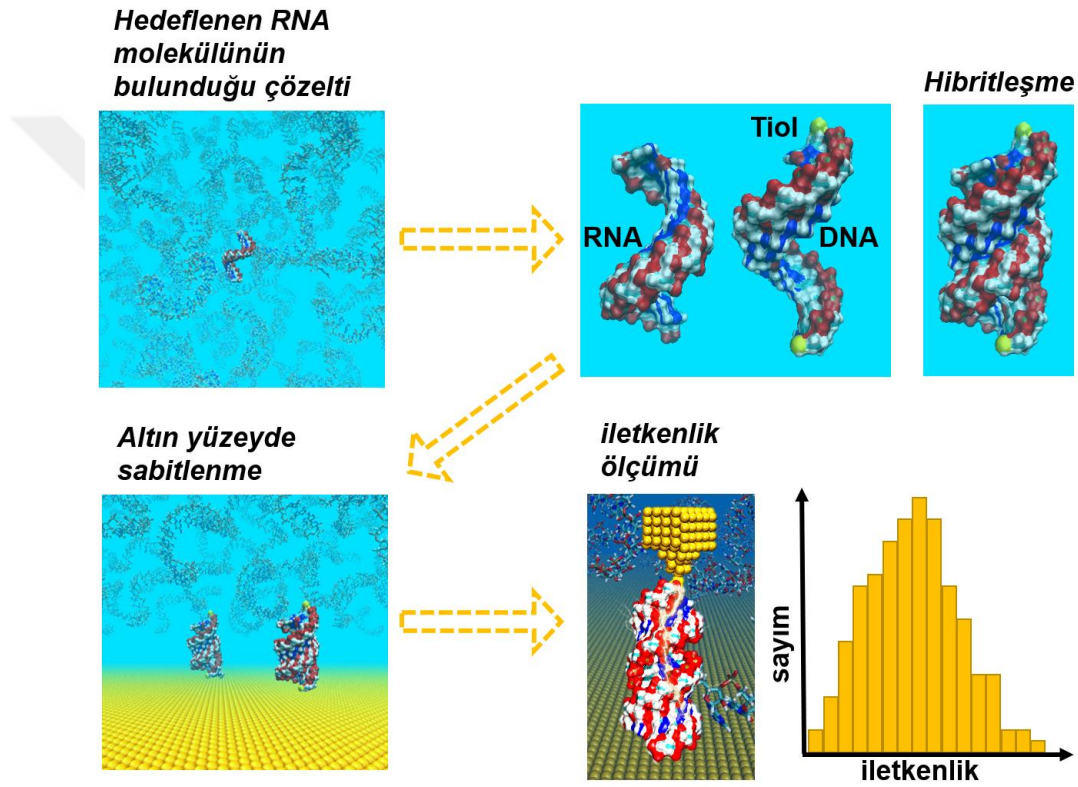 Hedeflenen RNA
molekülünün
bulunduğu çözelti
Tiol
RNA
DNA
Hibritleşme
Altın yüzeyde
sabitlenme
iletkenlik
ölçümü
sayım
iletkenlik